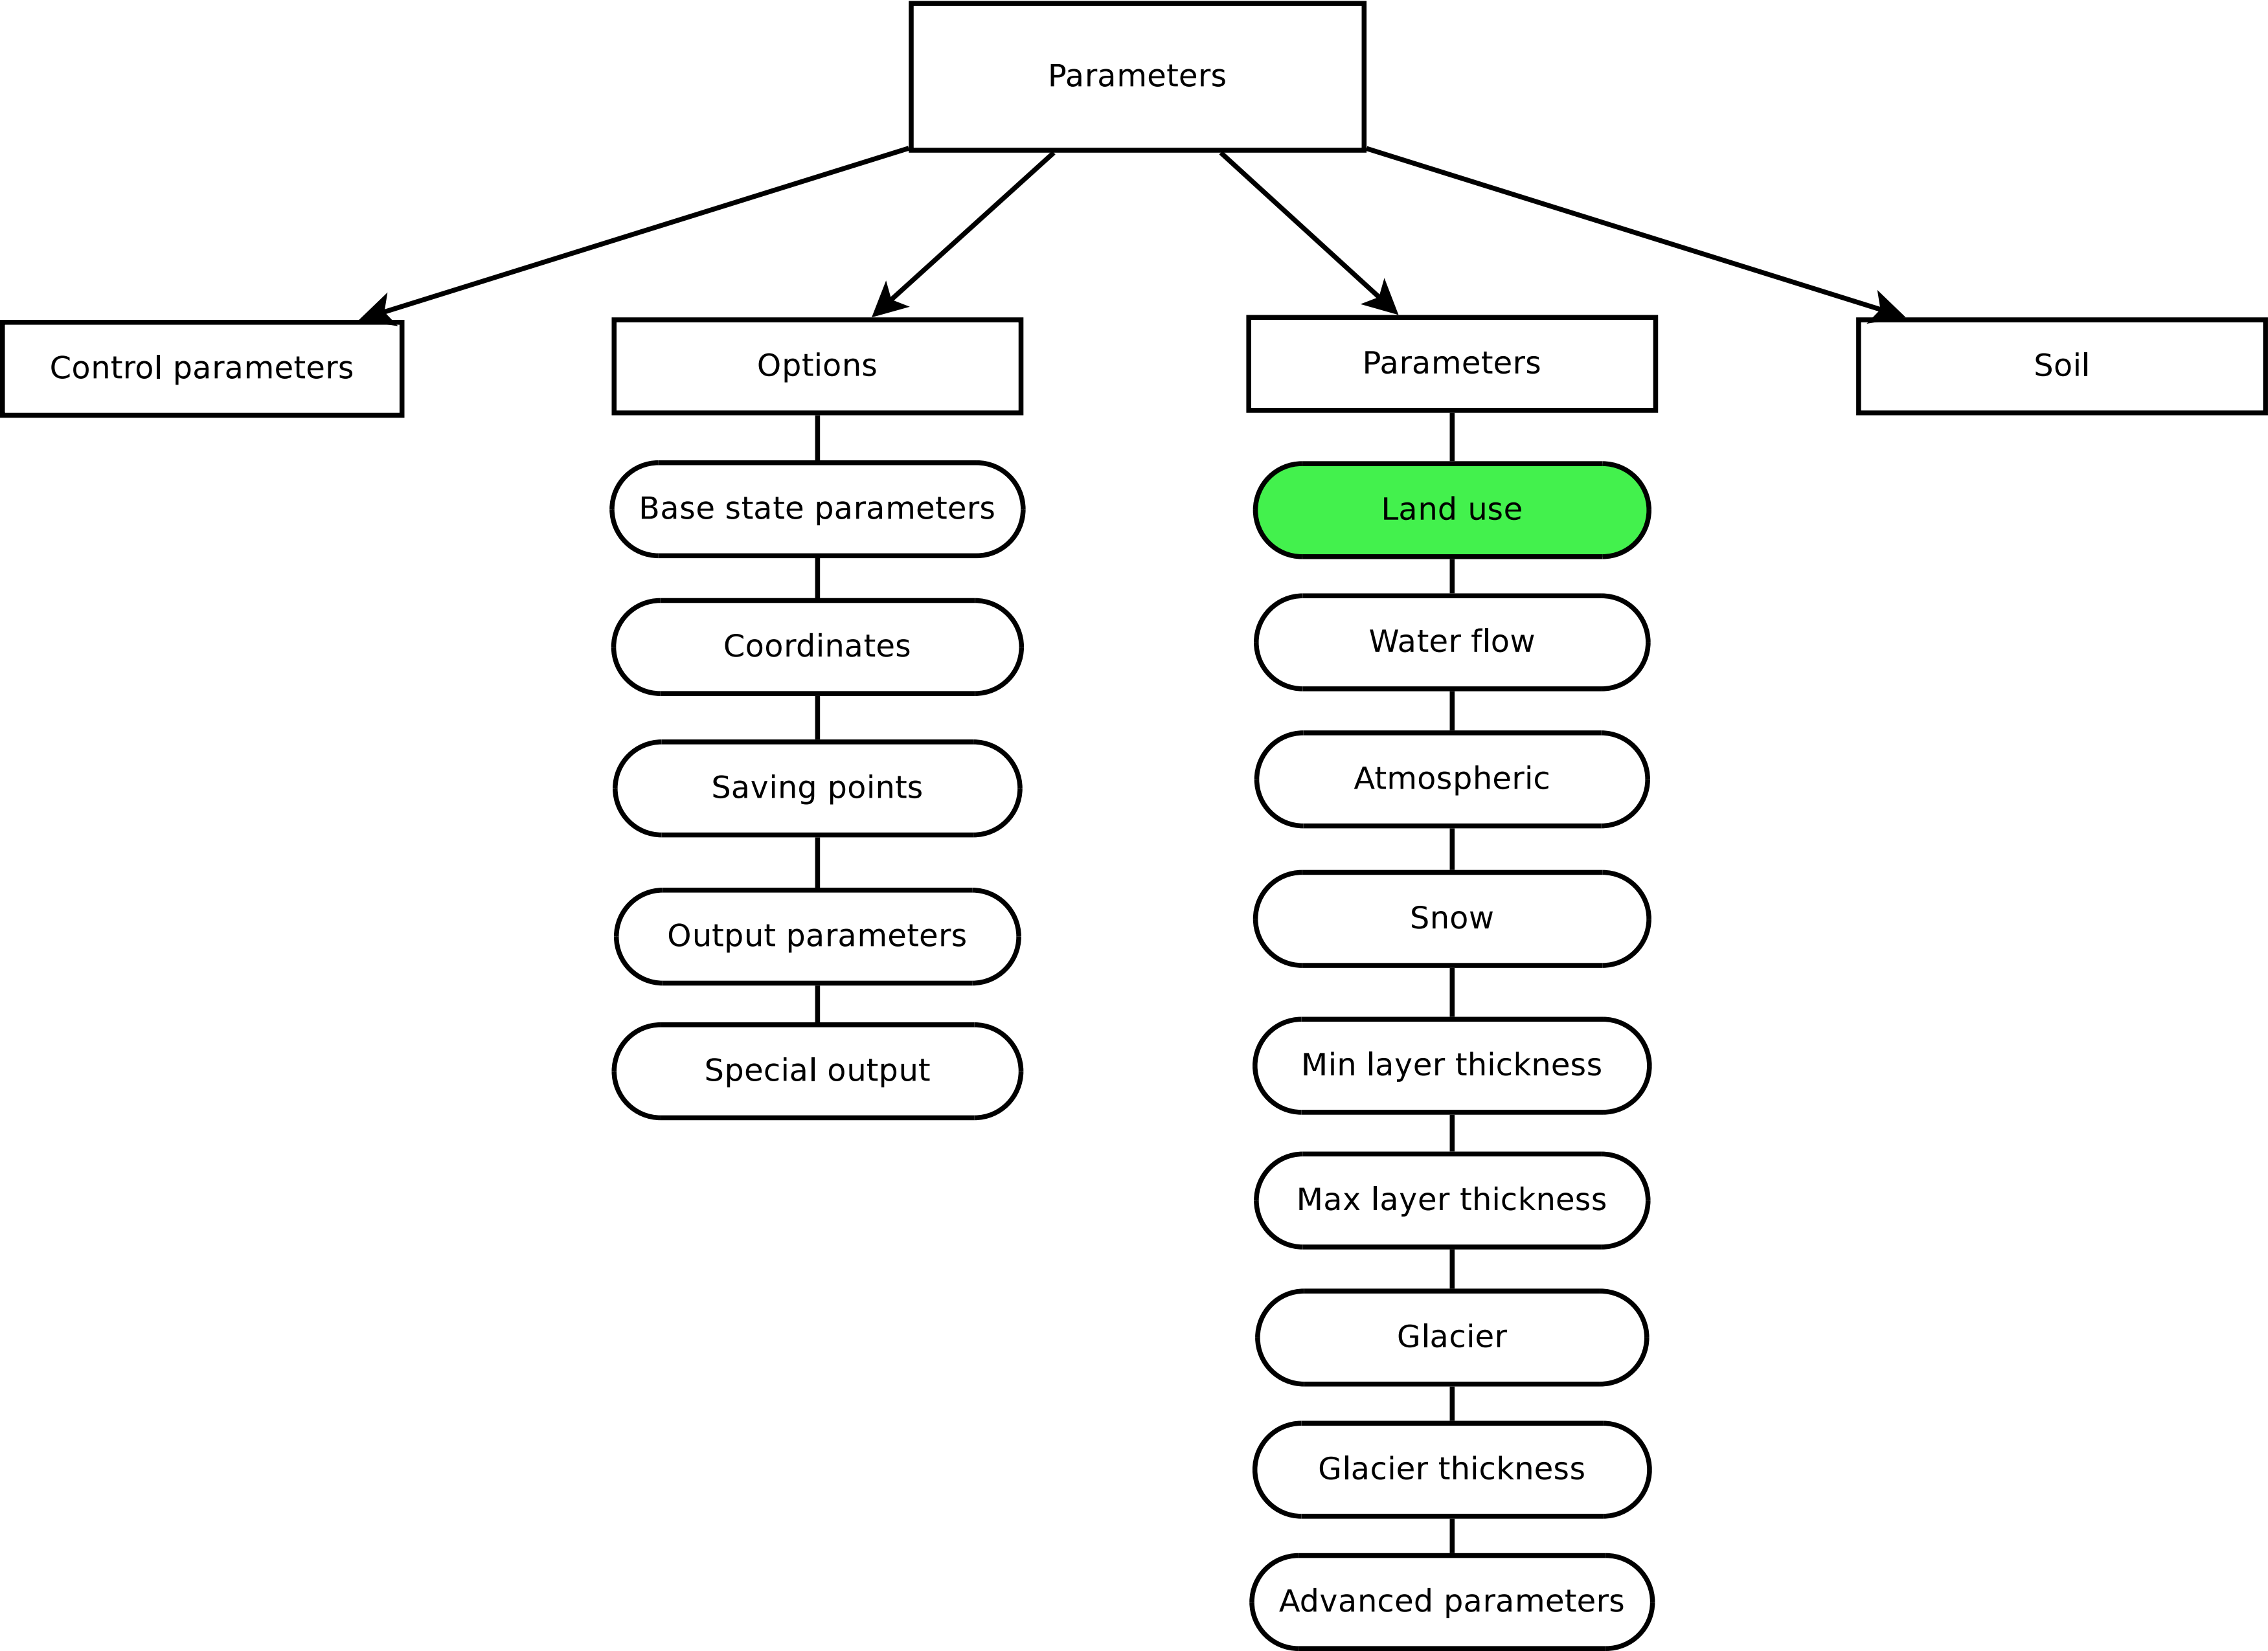 Parameters
Control parameters
Options
Parameters
Soil
Base state parameters
Coordinates
Saving points
Output parameters
Special output
Land use
Water flow
Atmospheric
Snow
Min layer thickness
Max layer thickness
Glacier
Glacier thickness
Advanced parameters